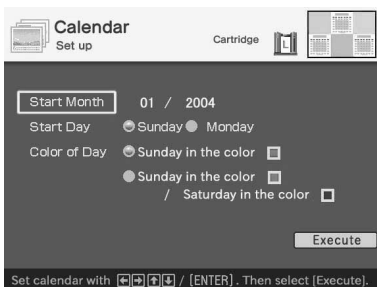 Calendar
Set up
Cartridge
L
Start Month 01 / 2004
Start Day Sunday Monday
Color of Day Sunday in the color
Sunday in the color
/ Saturday in the color
Execute
Set calendar with ←→↑↓ / [ENTER]. Then select [Execute].